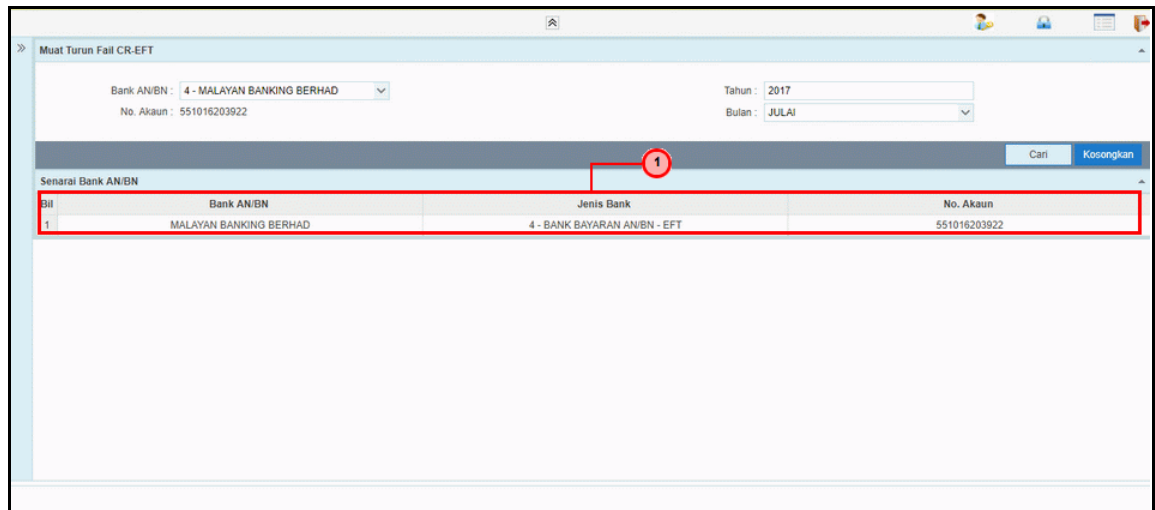 Muat Turun Fail CR-EFT
Bank AN/BN : 4 - MALAYAN BANKING BERHAD Tahun : 2017
No. Akaun : 551016203922 Bulan : JULAI
Cari Kosongkan
1
Senarai Bank AN/BN
Bil Bank AN/BN Jenis Bank No. Akaun
1 MALAYAN BANKING BERHAD 4 - BANK BAYARAN AN/BN - EFT 551016203922